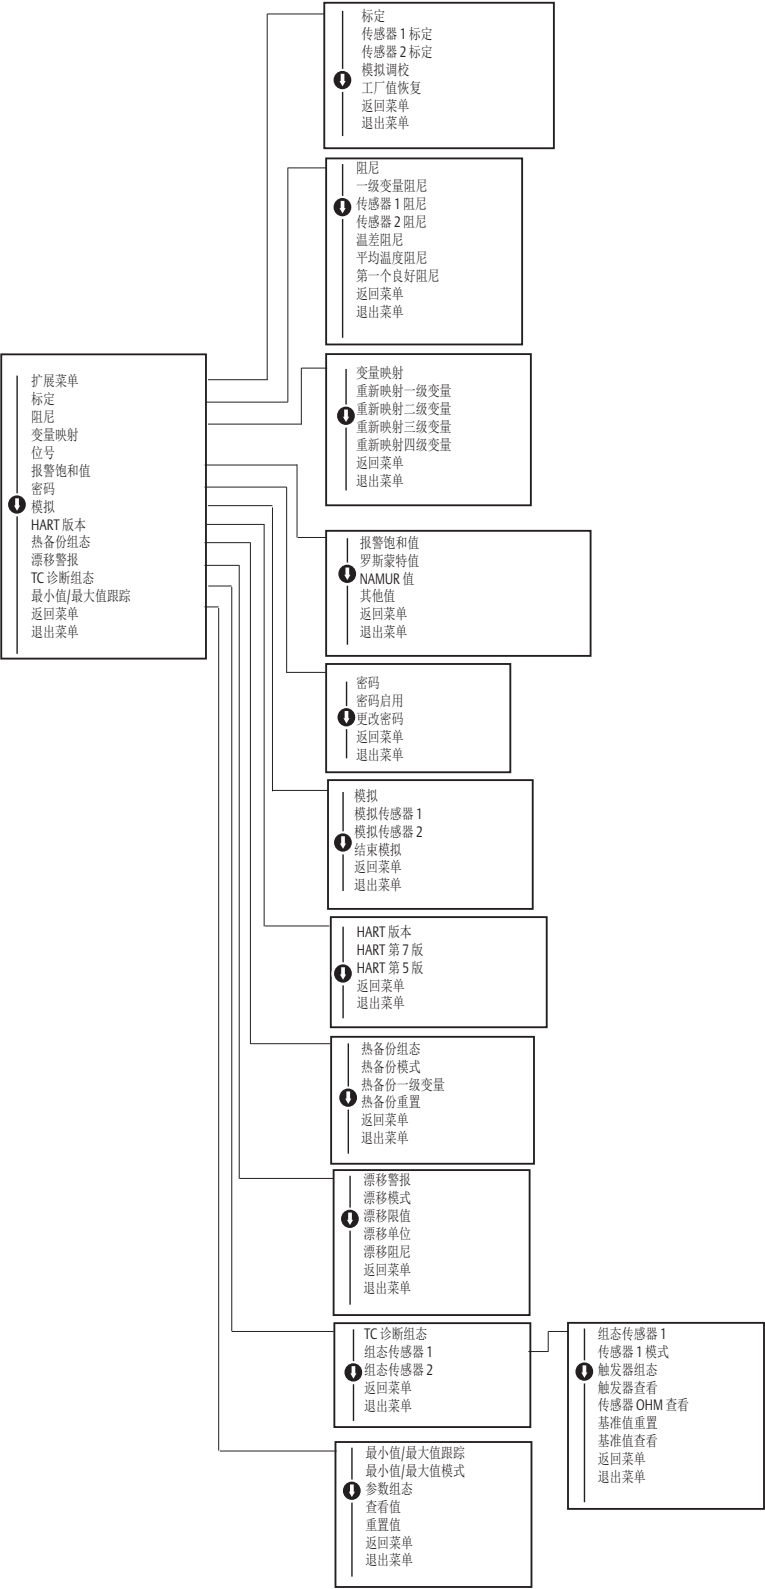 标定
传感器 1 标定
传感器 2 标定
模拟调校
工厂值恢复
返回菜单
退出菜单
阻尼
一级变量阻尼
传感器 1 阻尼
传感器 2 阻尼
温差阻尼
平均温度阻尼
第一个良好阻尼
返回菜单
退出菜单
扩展菜单
标定
阻尼
变量映射
位号
报警饱和值
密码
模拟
HART 版本
热备份组态
漂移警报
TC 诊断组态
最小值/最大值跟踪
返回菜单
退出菜单
变量映射
重新映射一级变量
重新映射二级变量
重新映射三级变量
重新映射四级变量
返回菜单
退出菜单
报警饱和值
罗斯蒙特值
NAMUR 值
其他值
返回菜单
退出菜单
密码
密码启用
更改密码
返回菜单
退出菜单
模拟
模拟传感器 1
模拟传感器 2
结束模拟
返回菜单
退出菜单
HART 版本
HART 第 7 版
HART 第 5 版
返回菜单
退出菜单
热备份组态
热备份模式
热备份一级变量
热备份重置
返回菜单
退出菜单
漂移警报
漂移模式
漂移限值
漂移单位
漂移阻尼
返回菜单
退出菜单
TC 诊断组态
组态传感器 1
组态传感器 2
返回菜单
退出菜单
组态传感器 1
传感器 1 模式
触发器组态
触发器查看
传感器 OHM 查看
基准值重置
基准值查看
返回菜单
退出菜单
最小值/最大值跟踪
最小值/最大值模式
参数组态
查看值
重置值
返回菜单
退出菜单